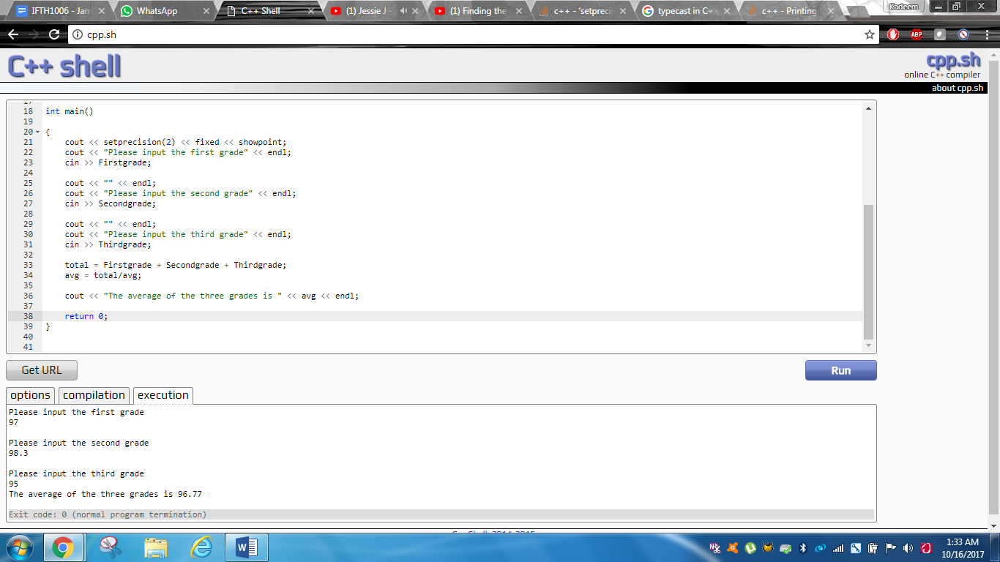 IFTH1006 - Jam
WhatsApp
C++ Shell
(1) Jessie J -
(1) Finding the
c++ - 'setpreci
typecast in C++
c++ - Printing
Kadeem
cpp.sh
ABP
C++ shell
cpp.sh
online C++ compiler
about cpp.sh
17
18 int main()
19
20 {
21 cout << setprecision(2) << fixed << showpoint;
22 cout << "Please input the first grade" << endl;
23 cin >> Firstgrade;
24
25 cout << "" << endl;
26 cout << "Please input the second grade" << endl;
27 cin >> Secondgrade;
28
29 cout << "" << endl;
30 cout << "Please input the third grade" << endl;
31 cin >> Thirdgrade;
32
33 total = Firstgrade + Secondgrade + Thirdgrade;
34 avg = total/avg;
35
36 cout << "The average of the three grades is " << avg << endl;
37
38 return 0;
39 }
40
41
Get URL
Run
options compilation execution
Please input the first grade
97
Please input the second grade
98.3
Please input the third grade
95
The average of the three grades is 96.77
Exit code: 0 (normal program termination)
1:33 AM
10/16/2017